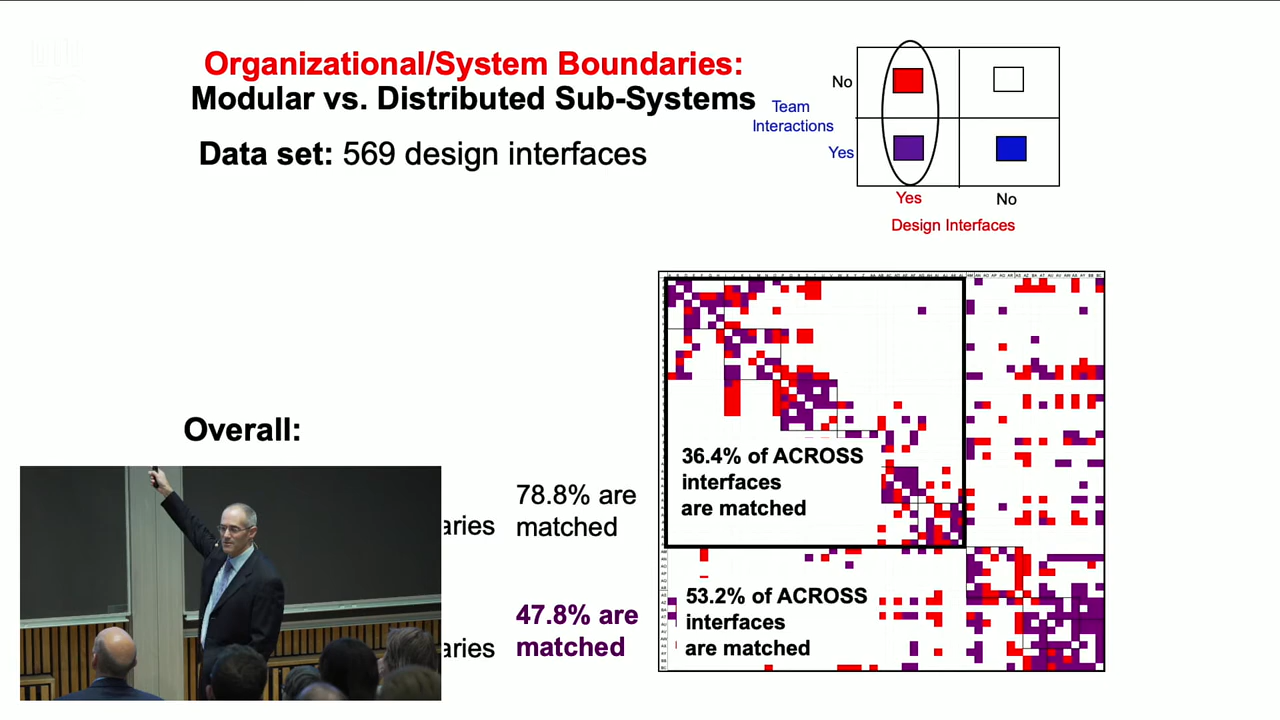 Organizational/System Boundaries:
Modular vs. Distributed Sub-Systems
Data set: 569 design interfaces
No
Team
Interactions
Yes
Yes
No
Design Interfaces
36.4% of ACROSS
interfaces
are matched
53.2% of ACROSS
interfaces
are matched
Overall:
78.8% are
aries matched
47.8% are
aries matched